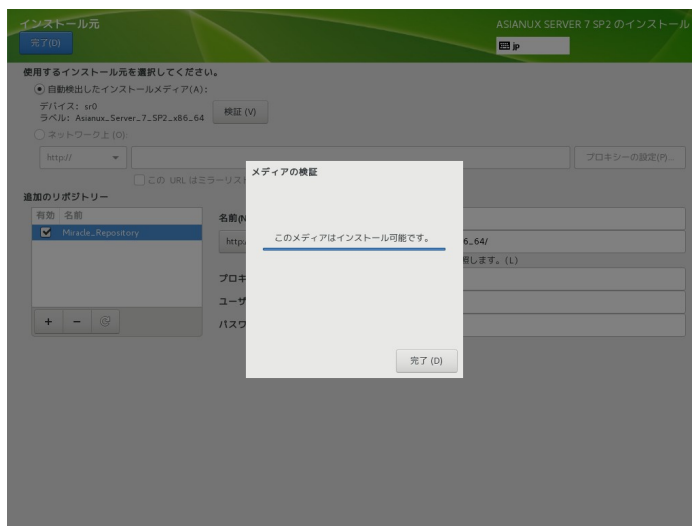 インストール元
ASIANUX SERVER 7 SP2 のインストール
完了(D)
jp
使用するインストール元を選択してください。
自動検出したインストールメディア(A):
デバイス: sr0
ラベル: Asianux_Server_7_SP2_x86_64
検証 (V)
ネットワーク上 (O):
http://
プロキシーの設定(P)...
この URL はミラーリスト
メディアの検証
追加のリポジトリー
有効 名前
Miracle_Repository
名前(N
このメディアはインストール可能です。
http:
6_64/
します。(L)
プロキ
ユーザ
パスワ
+ − 
完了 (D)